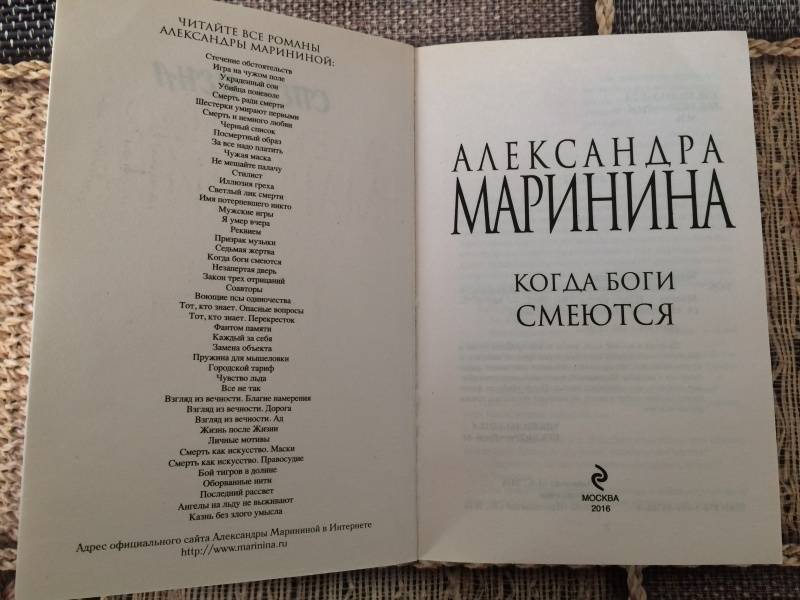 ЧИТАЙТЕ ВСЕ РОМАНЫ
АЛЕКСАНДРЫ МАРИНИНОЙ:
Стечение обстоятельств
Игра на чужом поле
Украденный сон
Убийца поневоле
Смерть ради смерти
Шестерки умирают первыми
Смерть и немного любви
Черный список
Посмертный образ
За все надо платить
Чужая маска
Не мешайте палачу
Стилист
Иллюзия греха
Светлый лик смерти
Имя потерпевшего никто
Мужские игры
Я умер вчера
Реквием
Призрак музыки
Седьмая жертва
Когда боги смеются
Незапертая дверь
Закон трех отрицаний
Соавторы
Воющие псы одиночества
Тот, кто знает. Опасные вопросы
Тот, кто знает. Перекресток
Фантом памяти
Каждый за себя
Замена объекта
Пружина для мышеловки
Городской тариф
Чувство льда
Все не так
Взгляд из вечности. Благие намерения
Взгляд из вечности. Дорога
Взгляд из вечности. Ад
Жизнь после Жизни
Личные мотивы
Смерть как искусство. Маски
Смерть как искусство. Правосудие
Бой тигров в долине
Оборванные нити
Последний рассвет
Ангелы на льду не выживают
Казнь без злого умысла
Адрес официального сайта Александры Марининой в Интернете
http://www.marinina.ru
АЛЕКСАНДРА
МАРИНИНА
КОГДА БОГИ
СМЕЮТСЯ
МОСКВА
2016